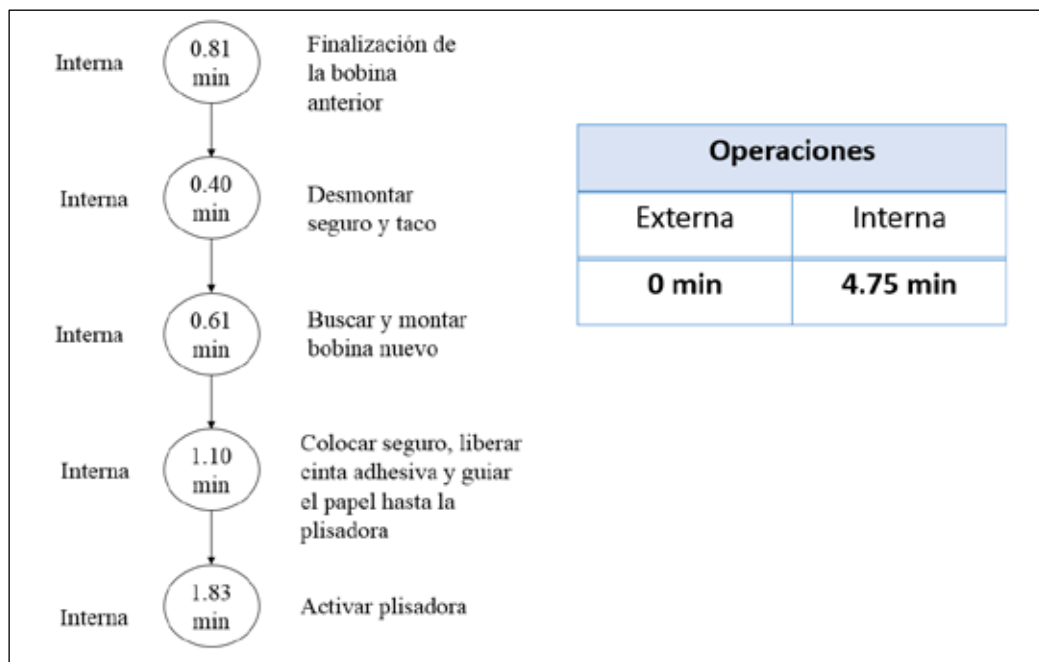 Interna
0.81
min
Finalización de
la bobina
anterior
Interna
0.40
min
Desmontar
seguro y taco
Interna
0.61
min
Buscar y montar
bobina nuevo
Interna
1.10
min
Colocar seguro, liberar
cinta adhesiva y guiar
el papel hasta la
plisadora
Interna
1.83
min
Activar plisadora
Operaciones
Externa
Interna
0 min
4.75 min